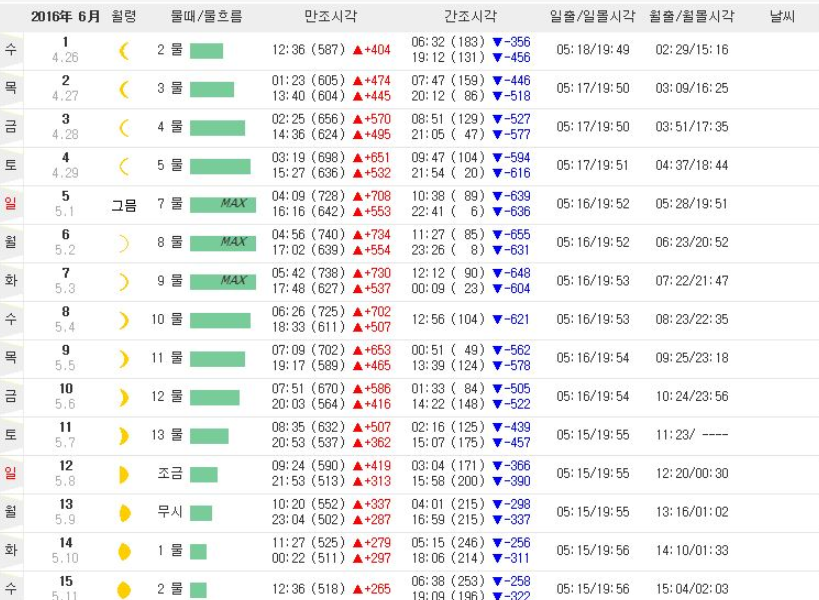 2016年 6月 월령 물때/물흐름 만조시각 간조시각 일출/일몰시각 월출/월몰시각 날씨
수 1 2 물 12:36 (587) ▲+404 06:32 (183) ▼-356 05:18/19:49 02:29/15:16
4.26 19:12 (131) ▼-456
목 2 3 물 01:23 (605) ▲+474 07:47 (159) ▼-446 05:17/19:50 03:09/16:25
4.27 13:40 (604) ▲+445 20:12 ( 86) ▼-518
금 3 4 물 02:25 (656) ▲+570 08:51 (129) ▼-527 05:17/19:50 03:51/17:35
4.28 14:36 (624) ▲+495 21:05 ( 47) ▼-577
토 4 5 물 03:19 (698) ▲+651 09:47 (104) ▼-594 05:17/19:51 04:37/18:44
4.29 15:27 (636) ▲+532 21:54 ( 20) ▼-616
일 5 그믐 7 물 MAX 04:09 (728) ▲+708 10:38 ( 89) ▼-639 05:16/19:52 05:28/19:51
5.1 16:16 (642) ▲+553 22:41 ( 6) ▼-636
월 6 8 물 MAX 04:56 (740) ▲+734 11:27 ( 85) ▼-655 05:16/19:52 06:23/20:52
5.2 17:02 (639) ▲+554 23:26 ( 8) ▼-631
화 7 9 물 MAX 05:42 (738) ▲+730 12:12 ( 90) ▼-648 05:16/19:53 07:22/21:47
5.3 17:48 (627) ▲+537 00:09 ( 23) ▼-604
수 8 10 물 06:26 (725) ▲+702 12:56 (104) ▼-621 05:16/19:53 08:23/22:35
5.4 18:33 (611) ▲+507
목 9 11 물 07:09 (702) ▲+653 00:51 ( 49) ▼-562 05:16/19:54 09:25/23:18
5.5 19:17 (589) ▲+465 13:39 (124) ▼-578
금 10 12 물 07:51 (670) ▲+586 01:33 ( 84) ▼-505 05:16/19:54 10:24/23:56
5.6 20:03 (564) ▲+416 14:22 (148) ▼-522
토 11 13 물 08:35 (632) ▲+507 02:16 (125) ▼-439 05:15/19:55 11:23/ ----
5.7 20:53 (537) ▲+362 15:07 (175) ▼-457
일 12 조금 09:24 (590) ▲+419 03:04 (171) ▼-366 05:15/19:55 12:20/00:30
5.8 21:53 (513) ▲+313 15:58 (200) ▼-390
월 13 무시 10:20 (552) ▲+337 04:01 (215) ▼-298 05:15/19:55 13:16/01:02
5.9 23:04 (502) ▲+287 16:59 (215) ▼-337
화 14 1 물 11:27 (525) ▲+279 05:15 (246) ▼-256 05:15/19:56 14:10/01:33
5.10 00:22 (511) ▲+297 18:06 (214) ▼-311
수 15 2 물 12:36 (518) ▲+265 06:38 (253) ▼-258 05:15/19:56 15:04/02:03
5.11 19:09 (196) ▼-322